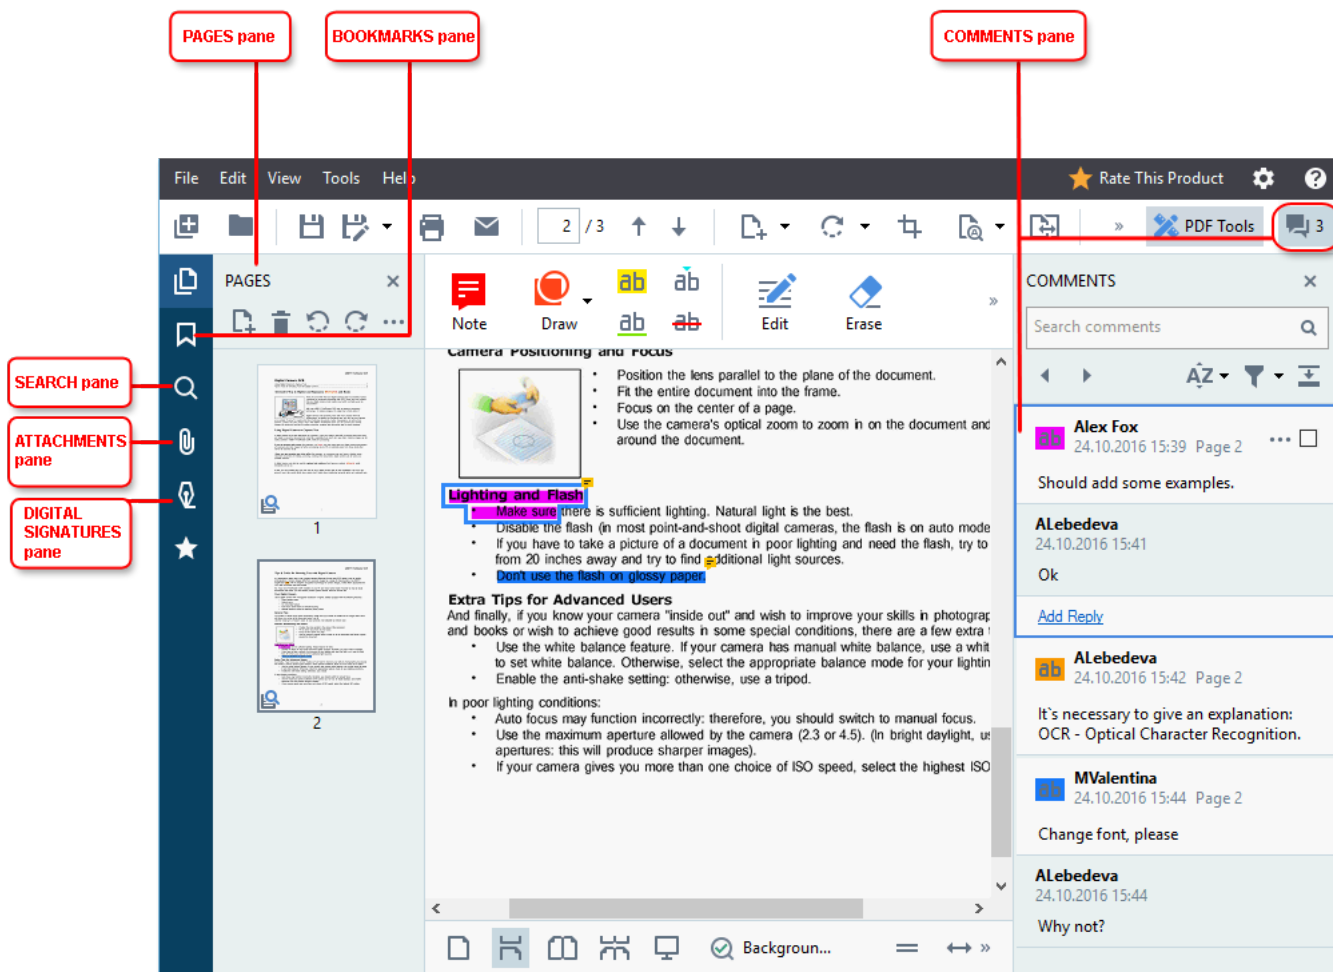 PAGES pane
BOOKMARKS pane
COMMENTS pane
File Edit View Tools Help
Rate This Product
2 / 3
PDF Tools
3
PAGES
Note
Draw
ab
ab
ab
ab
Edit
Erase
COMMENTS
Search comments
AZ
SEARCH pane
ATTACHMENTS
pane
DIGITAL
SIGNATURES
pane
1
2
Camera Positioning and Focus
• Position the lens parallel to the plane of the document.
• Fit the entire document into the frame.
• Focus on the center of a page.
• Use the camera's optical zoom to zoom in on the document and
around the document.
Lighting and Flash
• Make sure there is sufficient lighting. Natural light is the best.
• Disable the flash (in most point-and-shoot digital cameras, the flash is on auto mode
• If you have to take a picture of a document in poor lighting and need the flash, try to
from 20 inches away and try to find additional light sources.
• Don't use the flash on glossy paper.
Extra Tips for Advanced Users
And finally, if you know your camera "inside out" and wish to improve your skills in photograp
and books or wish to achieve good results in some special conditions, there are a few extra
• Use the white balance feature. If your camera has manual white balance, use a whit
to set white balance. Otherwise, select the appropriate balance mode for your lightin
• Enable the anti-shake setting: otherwise, use a tripod.
In poor lighting conditions:
• Auto focus may function incorrectly: therefore, you should switch to manual focus.
• Use the maximum aperture allowed by the camera (2.3 or 4.5). (In bright daylight, us
apertures: this will produce sharper images).
• If your camera gives you more than one choice of ISO speed, select the highest ISO
Backgroun...
ab
Alex Fox
24.10.2016 15:39 Page 2
Should add some examples.
ALebedeva
24.10.2016 15:41
Ok
Add Reply
ab
ALebedeva
24.10.2016 15:42 Page 2
It`s necessary to give an explanation:
OCR - Optical Character Recognition.
ab
MValentina
24.10.2016 15:44 Page 2
Change font, please
ALebedeva
24.10.2016 15:44
Why not?